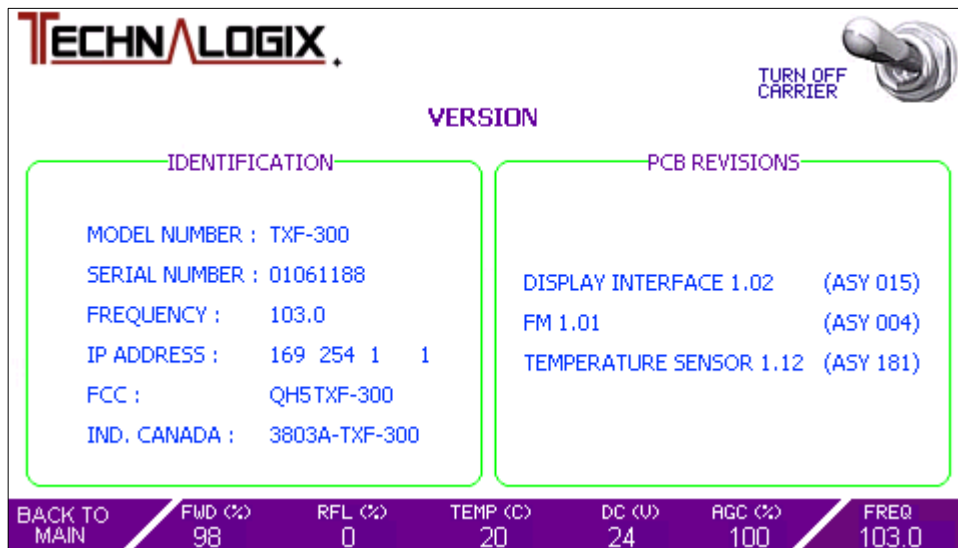 TECHNALOGIX
TURN OFF
CARRIER
VERSION
IDENTIFICATION
MODEL NUMBER : TXF-300
SERIAL NUMBER : 01061188
FREQUENCY : 103.0
IP ADDRESS : 169 254 1 1
FCC : QH5TXF-300
IND. CANADA : 3803A-TXF-300
PCB REVISIONS
DISPLAY INTERFACE 1.02 (ASY 015)
FM 1.01 (ASY 004)
TEMPERATURE SENSOR 1.12 (ASY 181)
BACK TO
MAIN
FWD (%)
98
RFL (%)
0
TEMP (C)
20
DC (V)
24
AGC (%)
100
FREQ
103.0